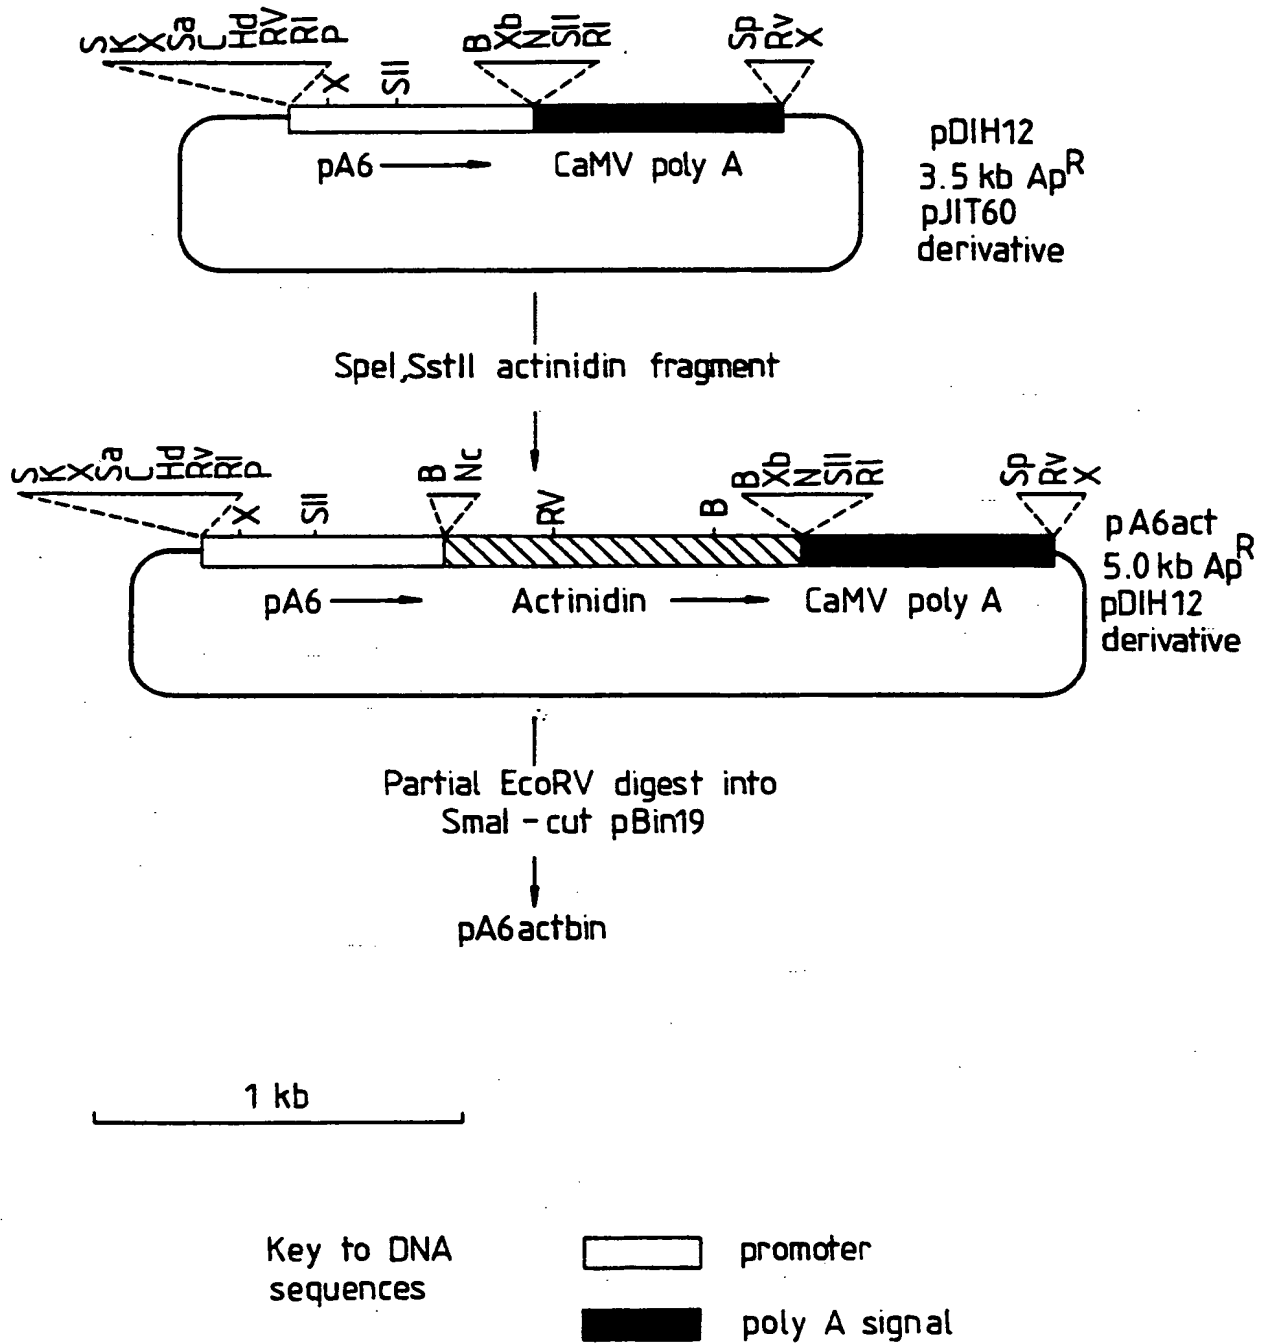 S K X Sa C Hd RV RI P
X
SII
B Xb N SII RI
Sp Rv X
pA6
CaMV poly A
pDIH12
3.5 kb ApR
pJIT60
derivative
SpeI,SstII actinidin fragment
S K X Sa C Hd Rv RI P
X
SII
B Nc
RV
B
B Xb N SII RI
Sp Rv X
pA6
Actinidin
CaMV poly A
pA6act
5.0 kb ApR
pDIH12
derivative
Partial EcoRV digest into
SmaI - cut pBin19
pA6actbin
1 kb
Key to DNA
sequences
promoter
poly A signal